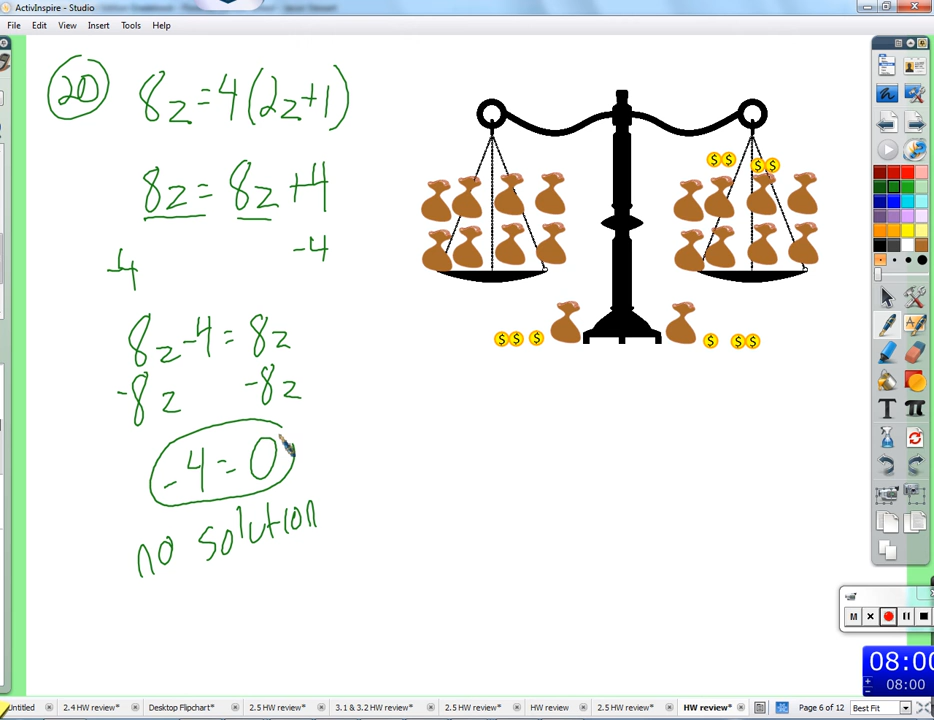 ActivInspire - Studio
File Edit View Insert Tools Help
20 8z = 4(2z+1)
8z = 8z + 4
-4 -4
8z - 4 = 8z
-8z -8z
-4 = 0
no solution
$ $ $ $
$ $ $ $ $ $
M
08:00
08:00
Untitled 2.4 HW review* Desktop Flipchart* 2.5 HW review* 3.1 & 3.2 HW review* 2.5 HW review* HW review 2.5 HW review* HW review* Page 6 of 12 Best Fit